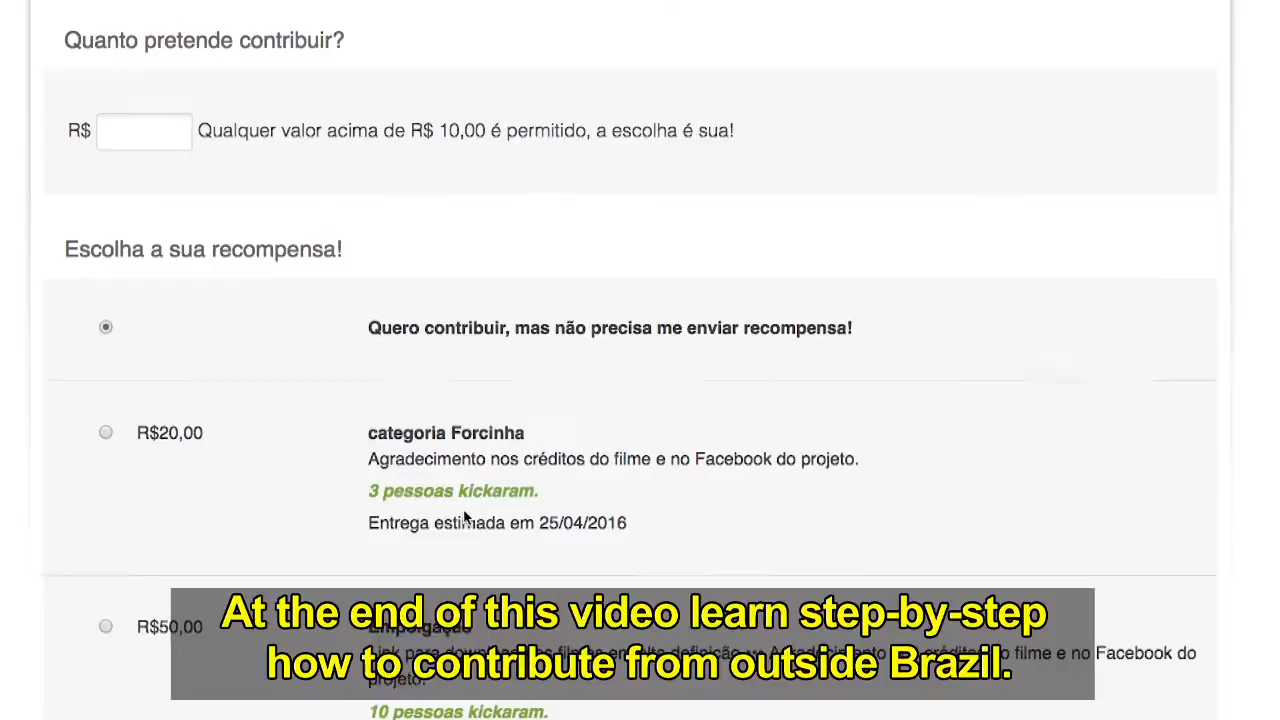 Quanto pretende contribuir?
R$ Qualquer valor acima de R$ 10,00 é permitido, a escolha é sua!
Escolha a sua recompensa!
Quero contribuir, mas não precisa me enviar recompensa!
R$20,00 categoria Forcinha
Agradecimento nos créditos do filme e no Facebook do projeto.
3 pessoas kickaram.
Entrega estimada em 25/04/2016
R$50,00 Empolgação
filme e no Facebook do
projeto.
10 pessoas kickaram.
At the end of this video learn step-by-step
how to contribute from outside Brazil.